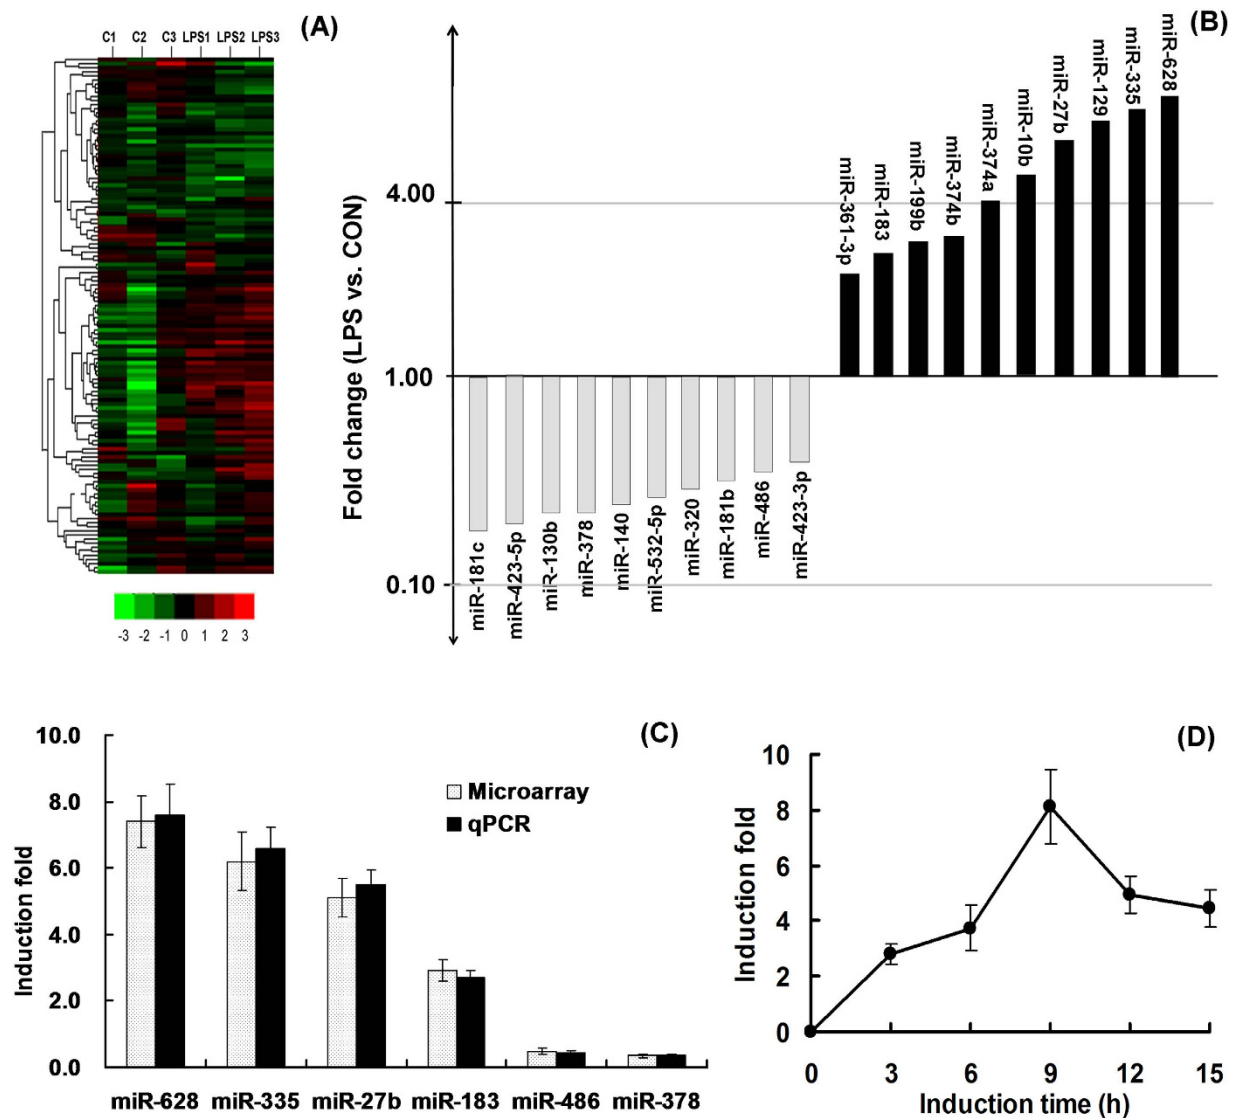 (A)
C1 C2 C3 LPS1 LPS2 LPS3
-3 -2 -1 0 1 2 3
(B)
Fold change (LPS vs. CON)
4.00
1.00
0.10
miR-181c
miR-423-5p
miR-130b
miR-378
miR-140
miR-532-5p
miR-320
miR-181b
miR-486
miR-423-3p
miR-361-3p
miR-183
miR-199b
miR-374b
miR-374a
miR-10b
miR-27b
miR-129
miR-335
miR-628
(C)
Induction fold
10.0
8.0
6.0
4.0
2.0
0.0
Microarray
qPCR
miR-628 miR-335 miR-27b miR-183 miR-486 miR-378
(D)
Induction fold
10
8
6
4
2
0
0 3 6 9 12 15
Induction time (h)